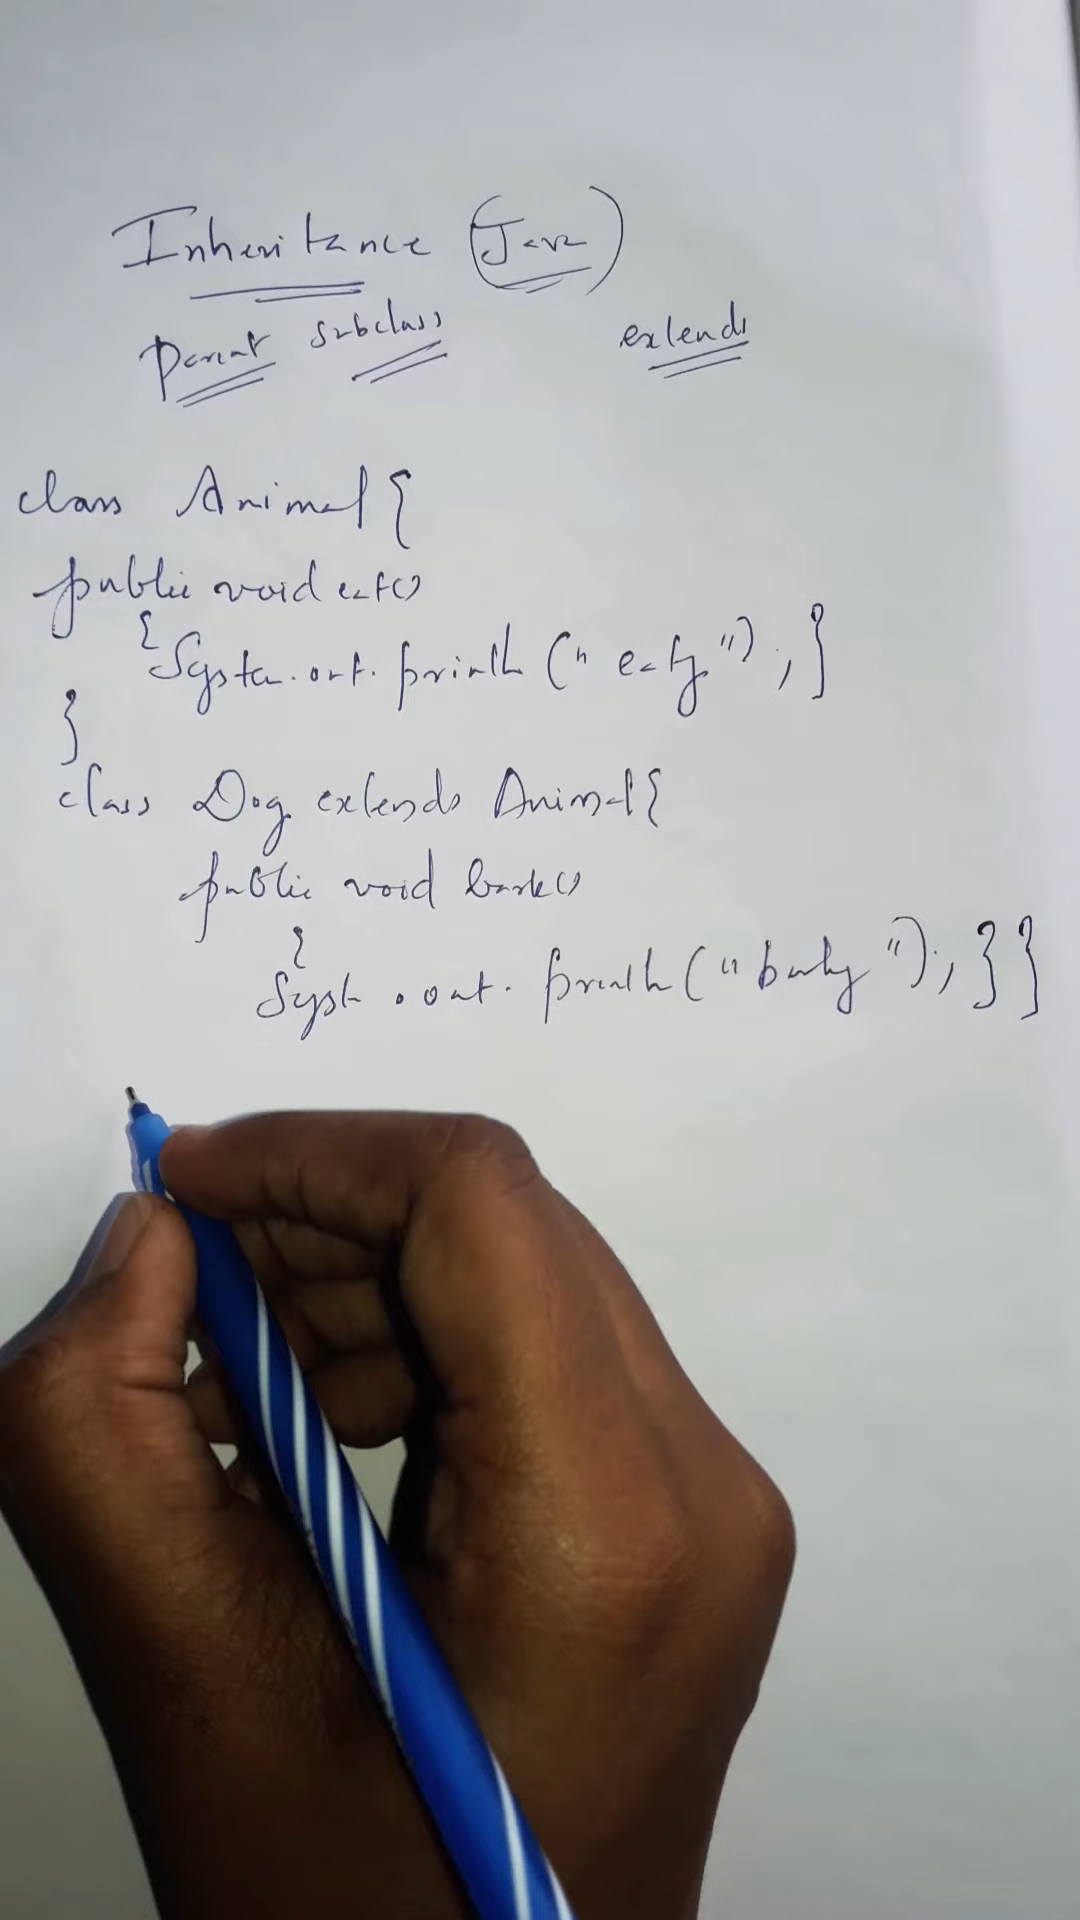 Inheritance (Java)
Parent subclass extends
class Animal {
public void eat()
{ System.out.println ("eating"); }
}
class Dog extends Animal {
public void bark()
{
System.out.println ("barking"); } }